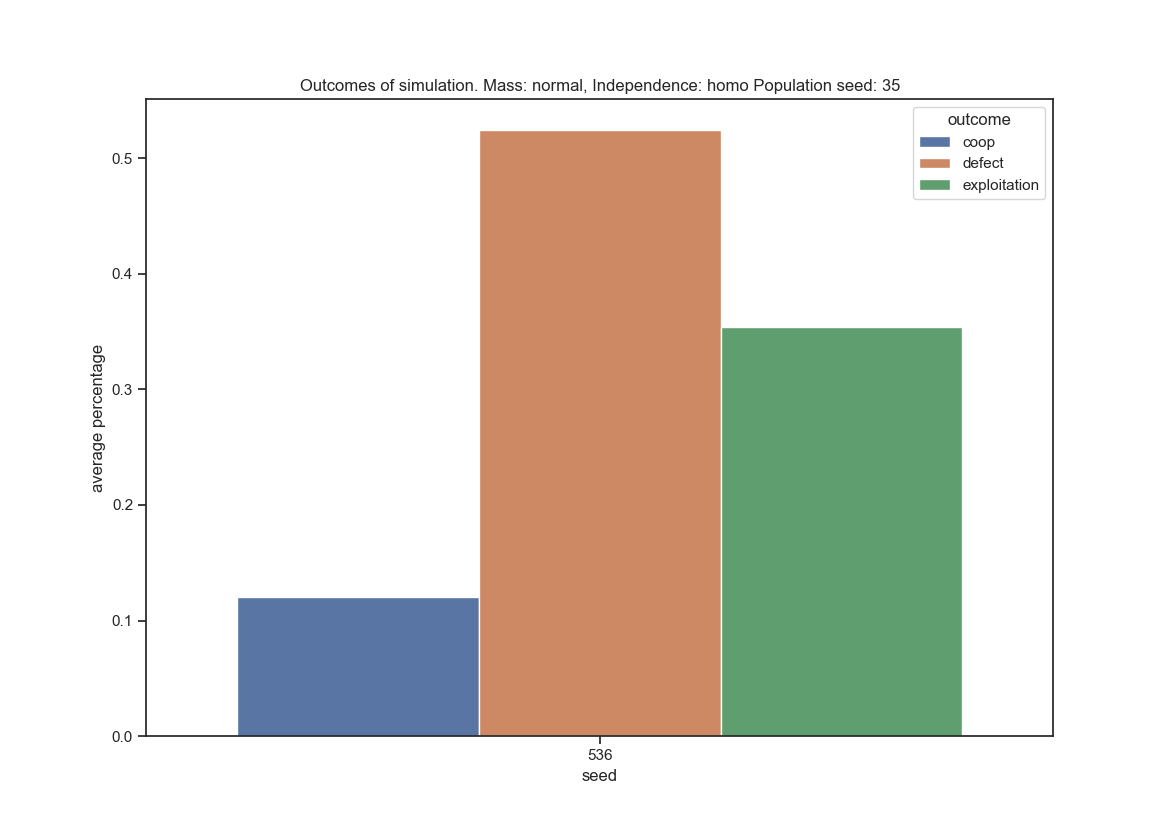 Outcomes of simulation. Mass: normal, Independence: homo Population seed: 35
outcome
coop
defect
exploitation
0.5
0.4
0.3
0.2
0.1
0.0
average percentage
536
seed